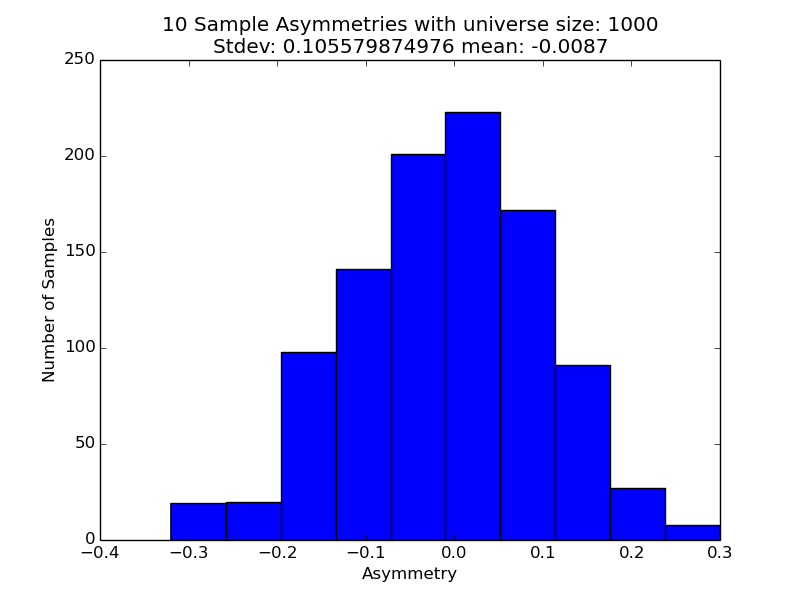 10 Sample Asymmetries with universe size: 1000
Stdev: 0.105579874976 mean: -0.0087
250
200
150
100
50
0
Number of Samples
−0.4 −0.3 −0.2 −0.1 0.0 0.1 0.2 0.3
Asymmetry